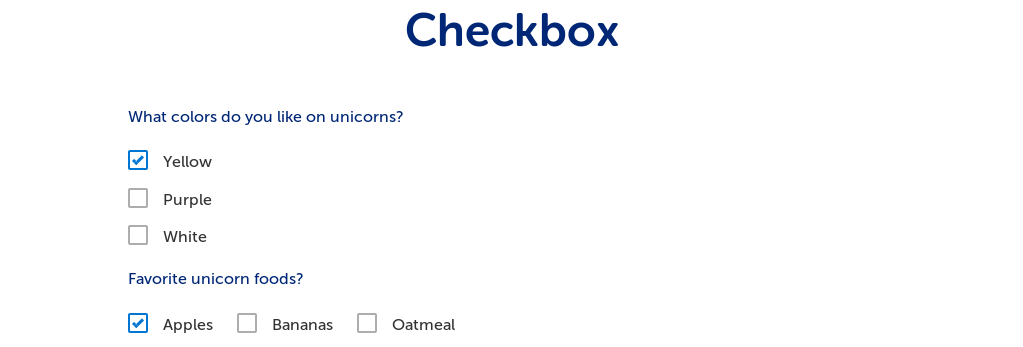 Checkbox
What colors do you like on unicorns?
Yellow
Purple
White
Favorite unicorn foods?
Apples Bananas Oatmeal